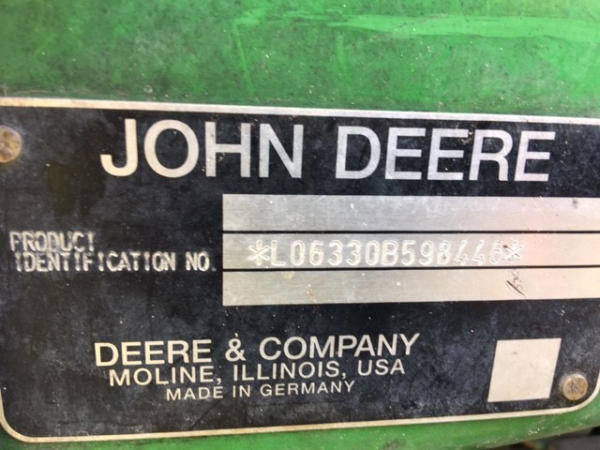 JOHN DEERE
PRODUCT
IDENTIFICATION NO.
*L06330B598446*
DEERE & COMPANY
MOLINE, ILLINOIS, USA
MADE IN GERMANY